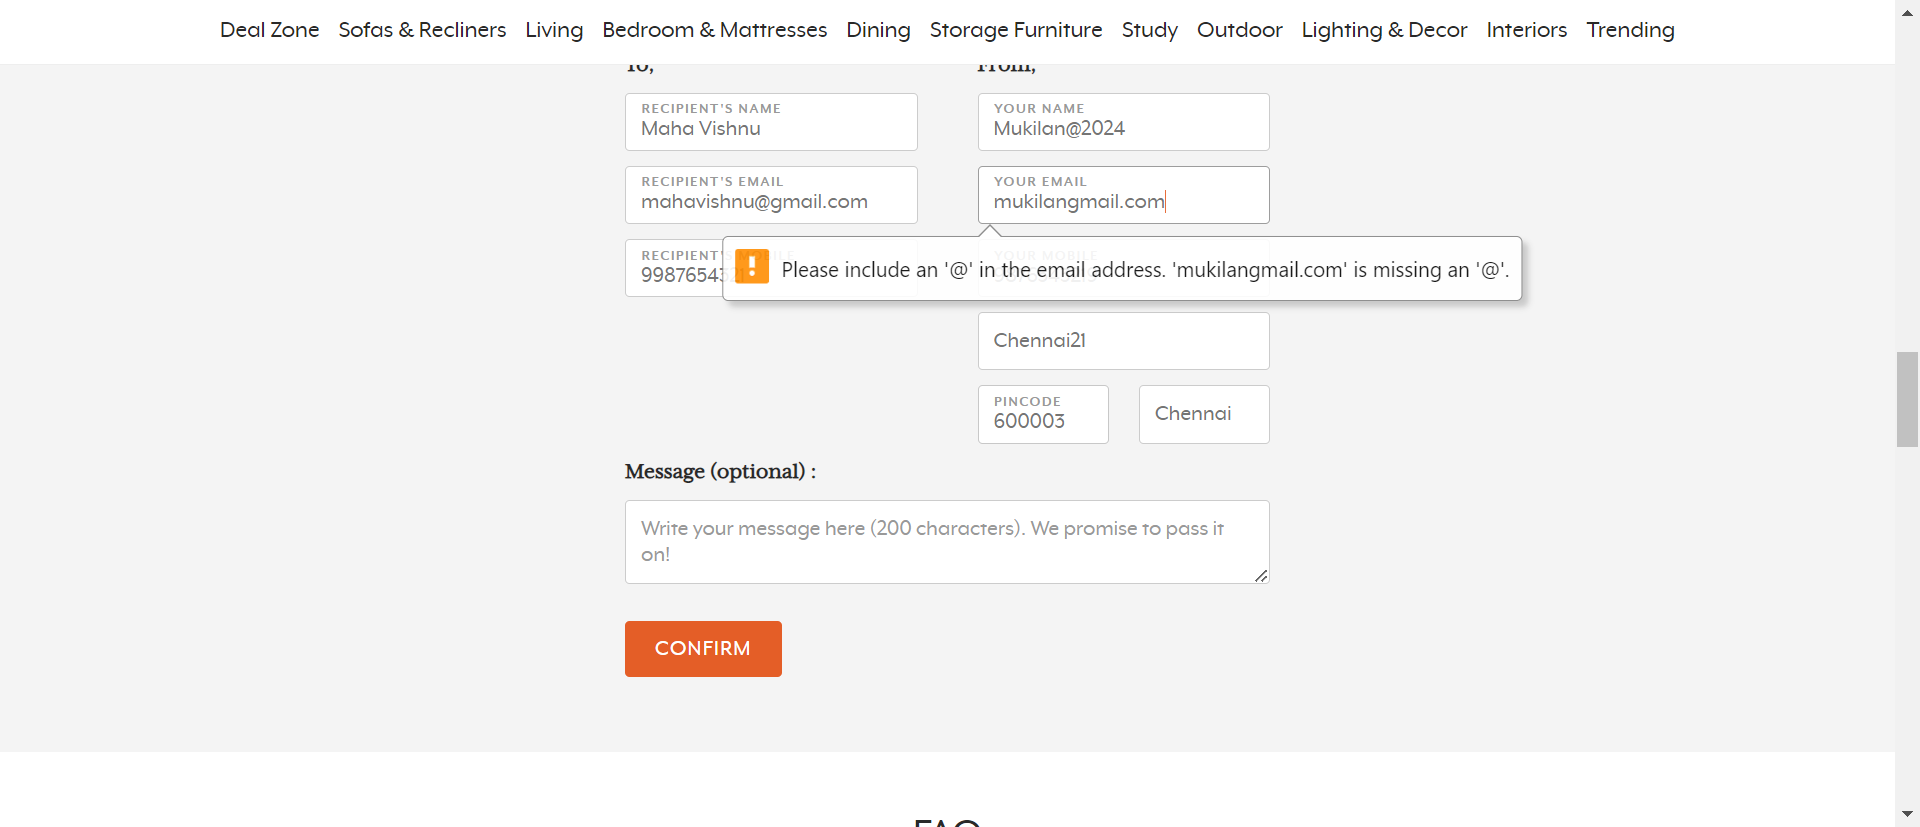 Deal Zone Sofas & Recliners Living Bedroom & Mattresses Dining Storage Furniture Study Outdoor Lighting & Decor Interiors Trending
To, From,
RECIPIENT'S NAME
Maha Vishnu
YOUR NAME
Mukilan@2024
RECIPIENT'S EMAIL
mahavishnu@gmail.com
YOUR EMAIL
mukilangmail.com
RECIPIENT'S MOBILE
YOUR MOBILE
Please include an '@' in the email address. 'mukilangmail.com' is missing an '@'.
Chennai21
PINCODE
600003
Chennai
Message (optional) :
Write your message here (200 characters). We promise to pass it
on!
CONFIRM
FAQ